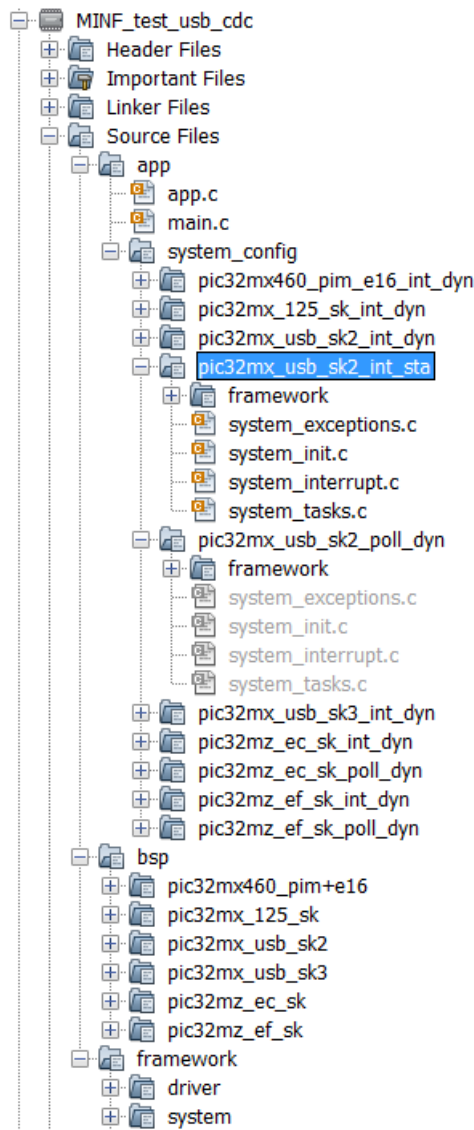 MINF_test_usb_cdc
Header Files
Important Files
Linker Files
Source Files
app
app.c
main.c
system_config
pic32mx460_pim_e16_int_dyn
pic32mx_125_sk_int_dyn
pic32mx_usb_sk2_int_dyn
pic32mx_usb_sk2_int_sta
framework
system_exceptions.c
system_init.c
system_interrupt.c
system_tasks.c
pic32mx_usb_sk2_poll_dyn
framework
system_exceptions.c
system_init.c
system_interrupt.c
system_tasks.c
pic32mx_usb_sk3_int_dyn
pic32mz_ec_sk_int_dyn
pic32mz_ec_sk_poll_dyn
pic32mz_ef_sk_int_dyn
pic32mz_ef_sk_poll_dyn
bsp
pic32mx460_pim+e16
pic32mx_125_sk
pic32mx_usb_sk2
pic32mx_usb_sk3
pic32mz_ec_sk
pic32mz_ef_sk
framework
driver
system